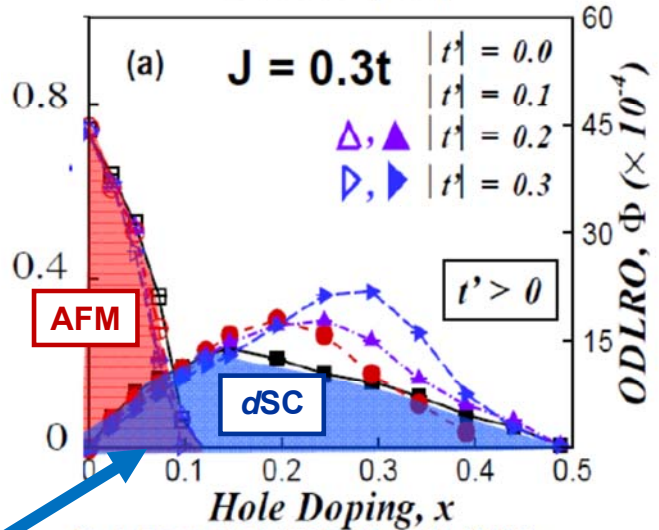 (a)
J = 0.3t
|t'| = 0.0
|t'| = 0.1
, |t'| = 0.2
, |t'| = 0.3
t' > 0
AFM
dSC
0.8
0.4
0
0 0.1 0.2 0.3 0.4 0.5
Hole Doping, x
60
45
30
15
0
ODLRO, Φ (× 10⁻⁴)